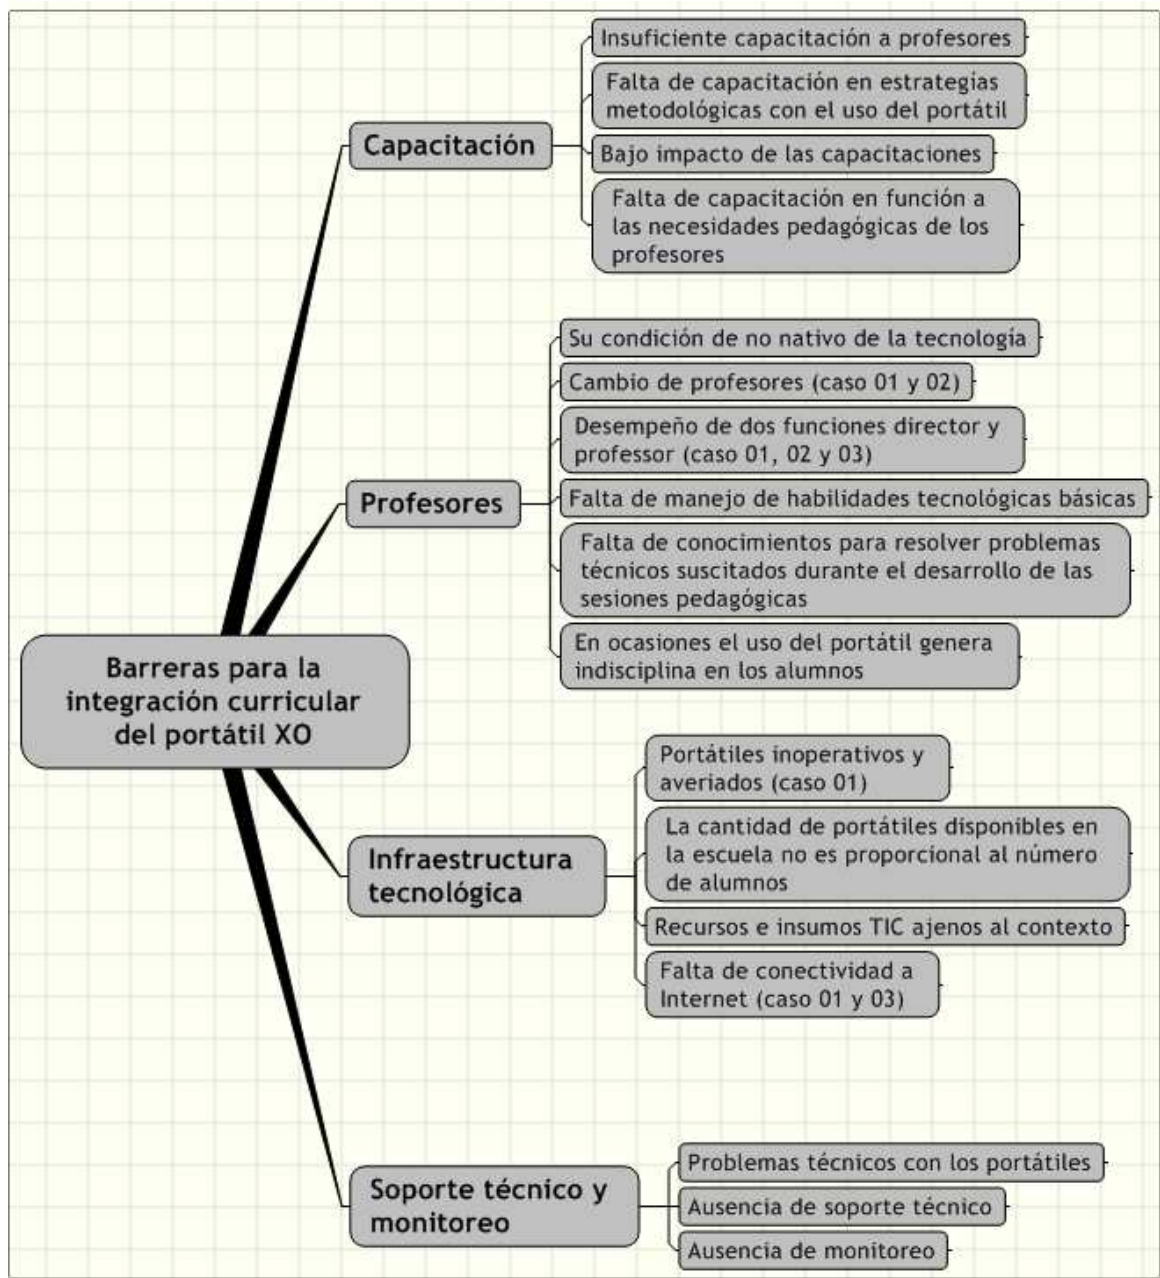 Insuficiente capacitación a profesores
Falta de capacitación en estrategias
metodológicas con el uso del portátil
Capacitación
Bajo impacto de las capacitaciones
Falta de capacitación en función a
las necesidades pedagógicas de los
profesores
Su condición de no nativo de la tecnología
Cambio de profesores (caso 01 y 02)
Desempeño de dos funciones director y
professor (caso 01, 02 y 03)
Profesores
Falta de manejo de habilidades tecnológicas básicas
Falta de conocimientos para resolver problemas
técnicos suscitados durante el desarrollo de las
sesiones pedagógicas
En ocasiones el uso del portátil genera
indisciplina en los alumnos
Barreras para la
integración curricular
del portátil XO
Portátiles inoperativos y
averiados (caso 01)
La cantidad de portátiles disponibles en
la escuela no es proporcional al número
de alumnos
Infraestructura
tecnológica
Recursos e insumos TIC ajenos al contexto
Falta de conectividad a
Internet (caso 01 y 03)
Problemas técnicos con los portátiles
Soporte técnico y
monitoreo
Ausencia de soporte técnico
Ausencia de monitoreo